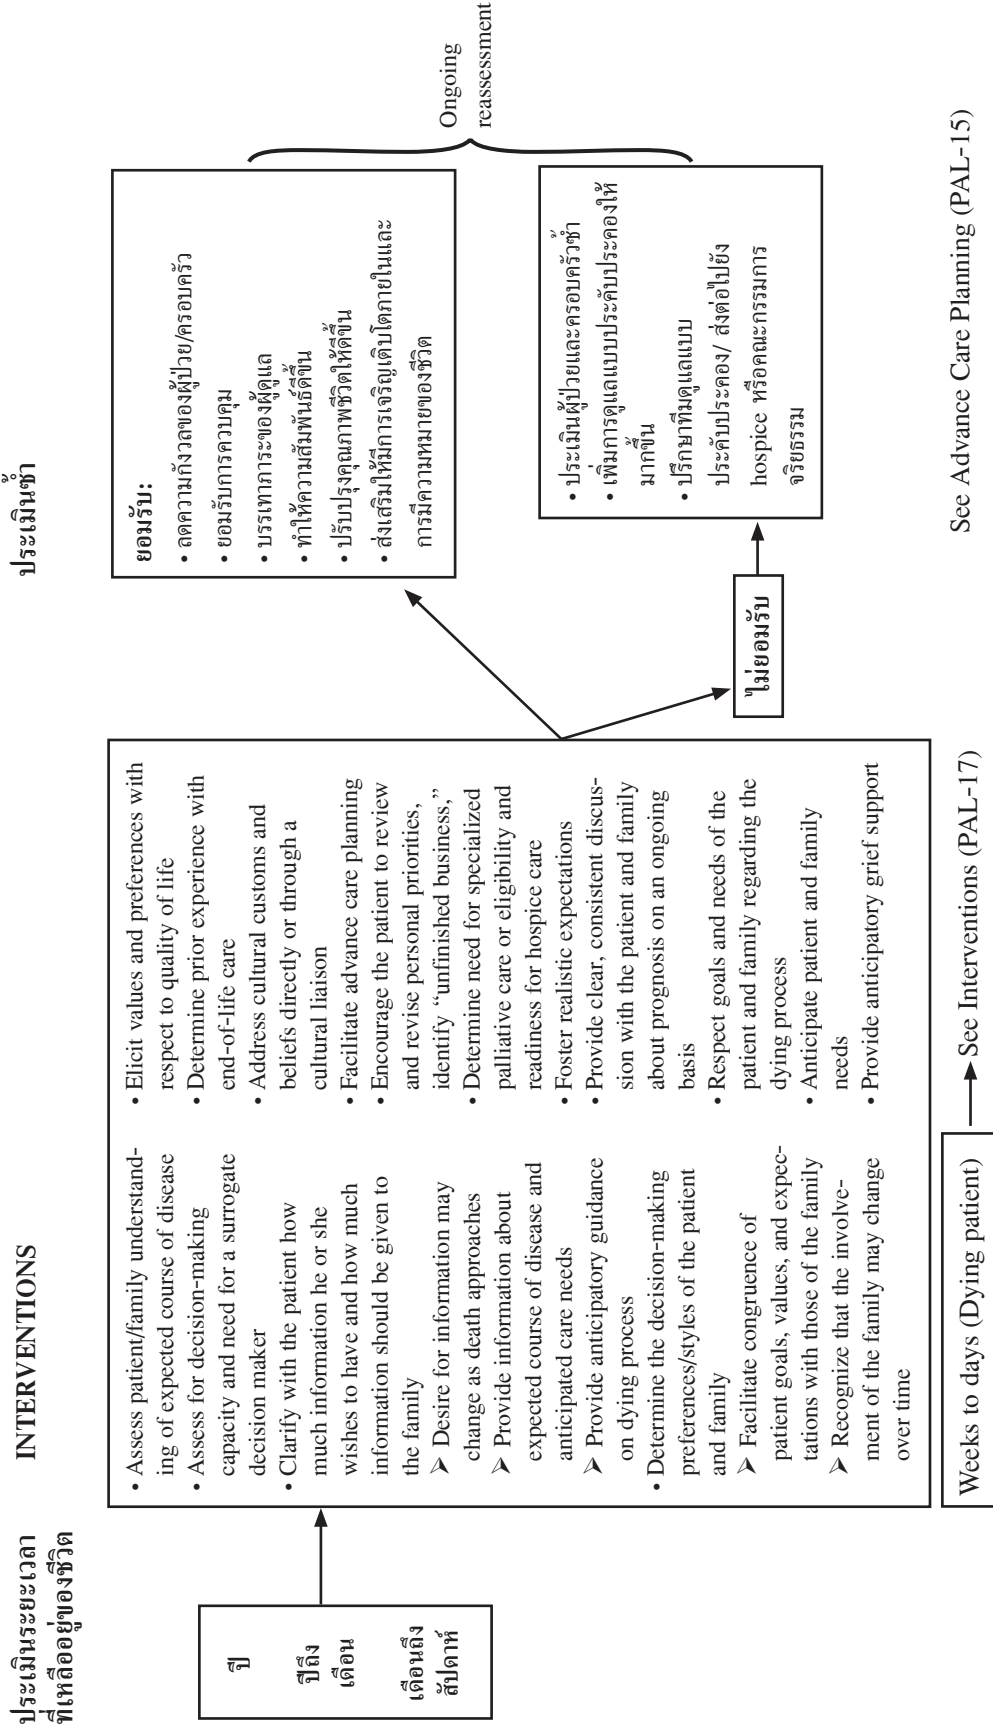 ประเมินระยะเวลา
ที่เหลืออยู่ของชีวิต
INTERVENTIONS
ประเมินซ้ำ
ปี
ปีถึง
เดือน
เดือนถึง
สัปดาห์
• Assess patient/family understand-
ing of expected course of disease
• Assess for decision-making
capacity and need for a surrogate
decision maker
• Clarify with the patient how
much information he or she
wishes to have and how much
information should be given to
the family
➢ Desire for information may
change as death approaches
➢ Provide information about
expected course of disease and
anticipated care needs
➢ Provide anticipatory guidance
on dying process
• Determine the decision-making
preferences/styles of the patient
and family
➢ Facilitate congruence of
patient goals, values, and expec-
tations with those of the family
➢ Recognize that the involve-
ment of the family may change
over time
• Elicit values and preferences with
respect to quality of life
• Determine prior experience with
end-of-life care
• Address cultural customs and
beliefs directly or through a
cultural liaison
• Facilitate advance care planning
• Encourage the patient to review
and revise personal priorities,
identify “unfinished business,”
• Determine need for specialized
palliative care or eligibility and
readiness for hospice care
• Foster realistic expectations
• Provide clear, consistent discus-
sion with the patient and family
about prognosis on an ongoing
basis
• Respect goals and needs of the
patient and family regarding the
dying process
• Anticipate patient and family
needs
• Provide anticipatory grief support
ยอมรับ:
• ลดความกังวลของผู้ป่วย/ครอบครัว
• ยอมรับการควบคุม
• บรรเทาภาระของผู้ดูแล
• ทำให้ความสัมพันธ์ดีขึ้น
• ปรับปรุงคุณภาพชีวิตให้ดีขึ้น
• ส่งเสริมให้มีการเจริญเติบโตภายในและ
การมีความหมายของชีวิต
ไม่ยอมรับ
• ประเมินผู้ป่วยและครอบครัวซ้ำ
• เพิ่มการดูแลแบบประคับประคองให้
มากขึ้น
• ปรึกษาทีมดูแลแบบ
ประคับประคอง/ ส่งต่อไปยัง
hospice หรือคณะกรรมการ
จริยธรรม
Ongoing
reassessment
Weeks to days (Dying patient)
See Interventions (PAL-17)
See Advance Care Planning (PAL-15)